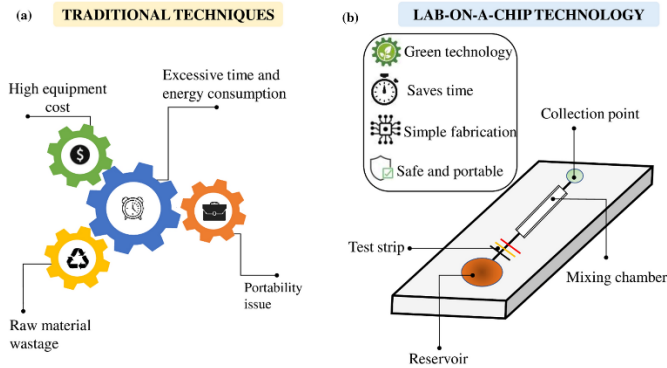 (a)
TRADITIONAL TECHNIQUES
High equipment
cost
Excessive time and
energy consumption
$
Raw material
wastage
Portability
issue
(b)
LAB-ON-A-CHIP TECHNOLOGY
Green technology
Saves time
Simple fabrication
Safe and portable
Collection point
Test strip
Mixing chamber
Reservoir